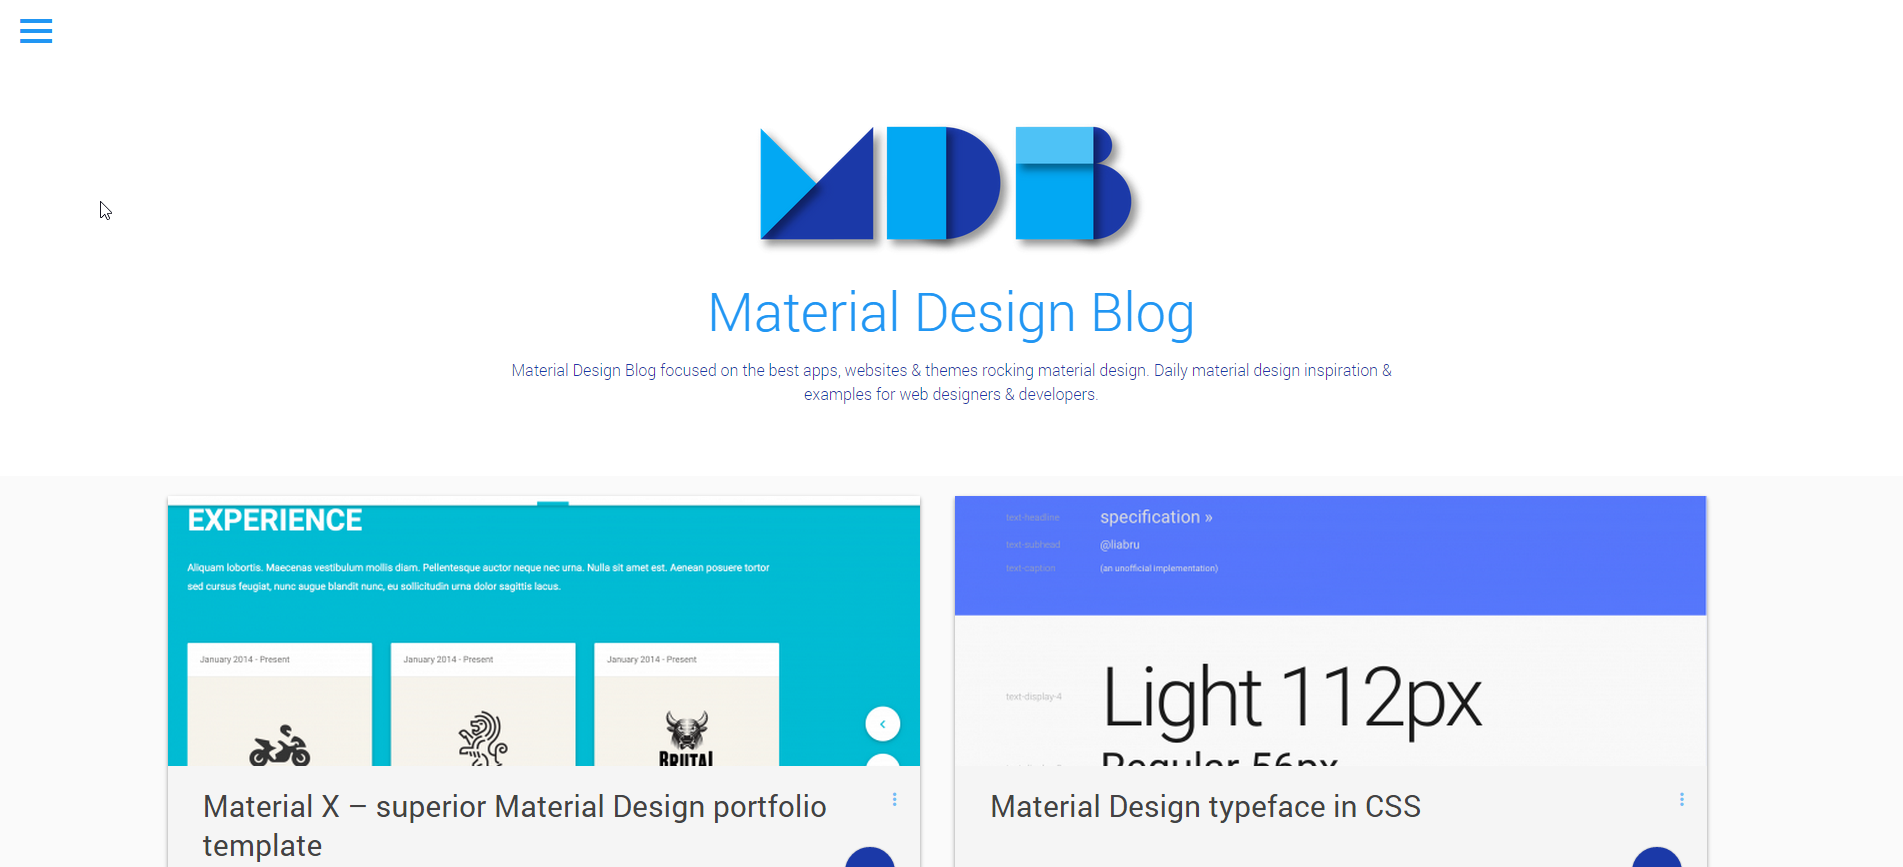 MDB
Material Design Blog
Material Design Blog focused on the best apps, websites & themes rocking material design. Daily material design inspiration &
examples for web designers & developers.
EXPERIENCE
Aliquam lobortis. Maecenas vestibulum mollis diam. Pellentesque auctor neque nec urna. Nulla sit amet est. Aenean posuere tortor
sed cursus feugiat, nunc augue blandit nunc, eu sollicitudin urna dolor sagittis lacus.
January 2014 - Present
January 2014 - Present
January 2014 - Present
BRUTAL
Material X – superior Material Design portfolio
template
text-headline
specification »
text-subhead
@liabru
text-caption
(an unofficial implementation)
text-display-4
Light 112px
Regular 56px
Material Design typeface in CSS